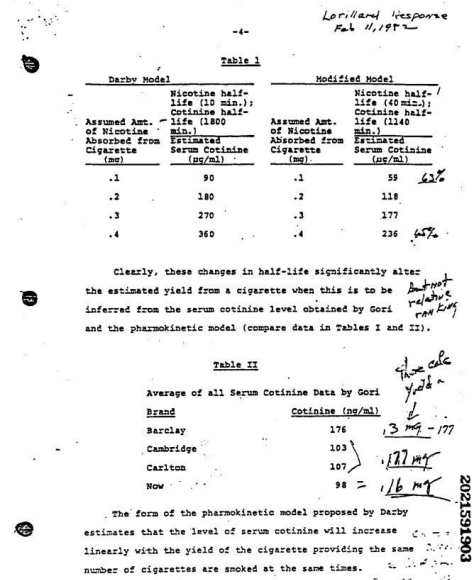 Lorillard Response
Feb 11, 1982
-4-
Table 1
Darby Model Modified Model
Nicotine half- Nicotine half-
life (10 min.); life (40 min.);
Cotinine half- Cotinine half-
Assumed Amt. life (1800 Assumed Amt. life (1140
of Nicotine min.) of Nicotine min.)
Absorbed from Estimated Absorbed from Estimated
Cigarette Serum Cotinine Cigarette Serum Cotinine
(mg) (ng/ml) (mg) (ng/ml)
.1 90 .1 59 63%
.2 180 .2 118
.3 270 .3 177
.4 360 .4 236 65%
Clearly, these changes in half-life significantly alter
the estimated yield from a cigarette when this is to be But not
inferred from the serum cotinine level obtained by Gori relative
and the pharmokinetic model (compare data in Tables I and II). ranking
Table II
calc
yield
Average of all Serum Cotinine Data by Gori
Brand Cotinine (ng/ml)
Barclay 176 .3 mg - 177
Cambridge 103
Carlton 107 .177 mg
Now 98 = .16 mg
The form of the pharmokinetic model proposed by Darby
estimates that the level of serum cotinine will increase
linearly with the yield of the cigarette providing the same
number of cigarettes are smoked at the same times.
2021591903